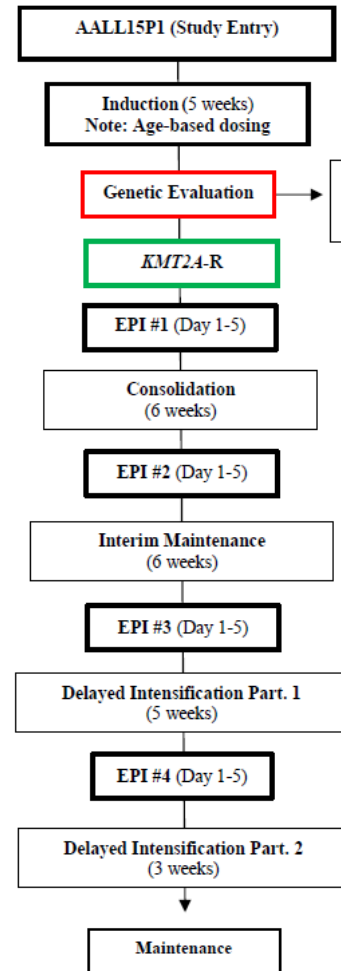 AALL15P1 (Study Entry)
Induction (5 weeks)
Note: Age-based dosing
Genetic Evaluation
KMT2A-R
EPI #1 (Day 1-5)
Consolidation
(6 weeks)
EPI #2 (Day 1-5)
Interim Maintenance
(6 weeks)
EPI #3 (Day 1-5)
Delayed Intensification Part. 1
(5 weeks)
EPI #4 (Day 1-5)
Delayed Intensification Part. 2
(3 weeks)
Maintenance